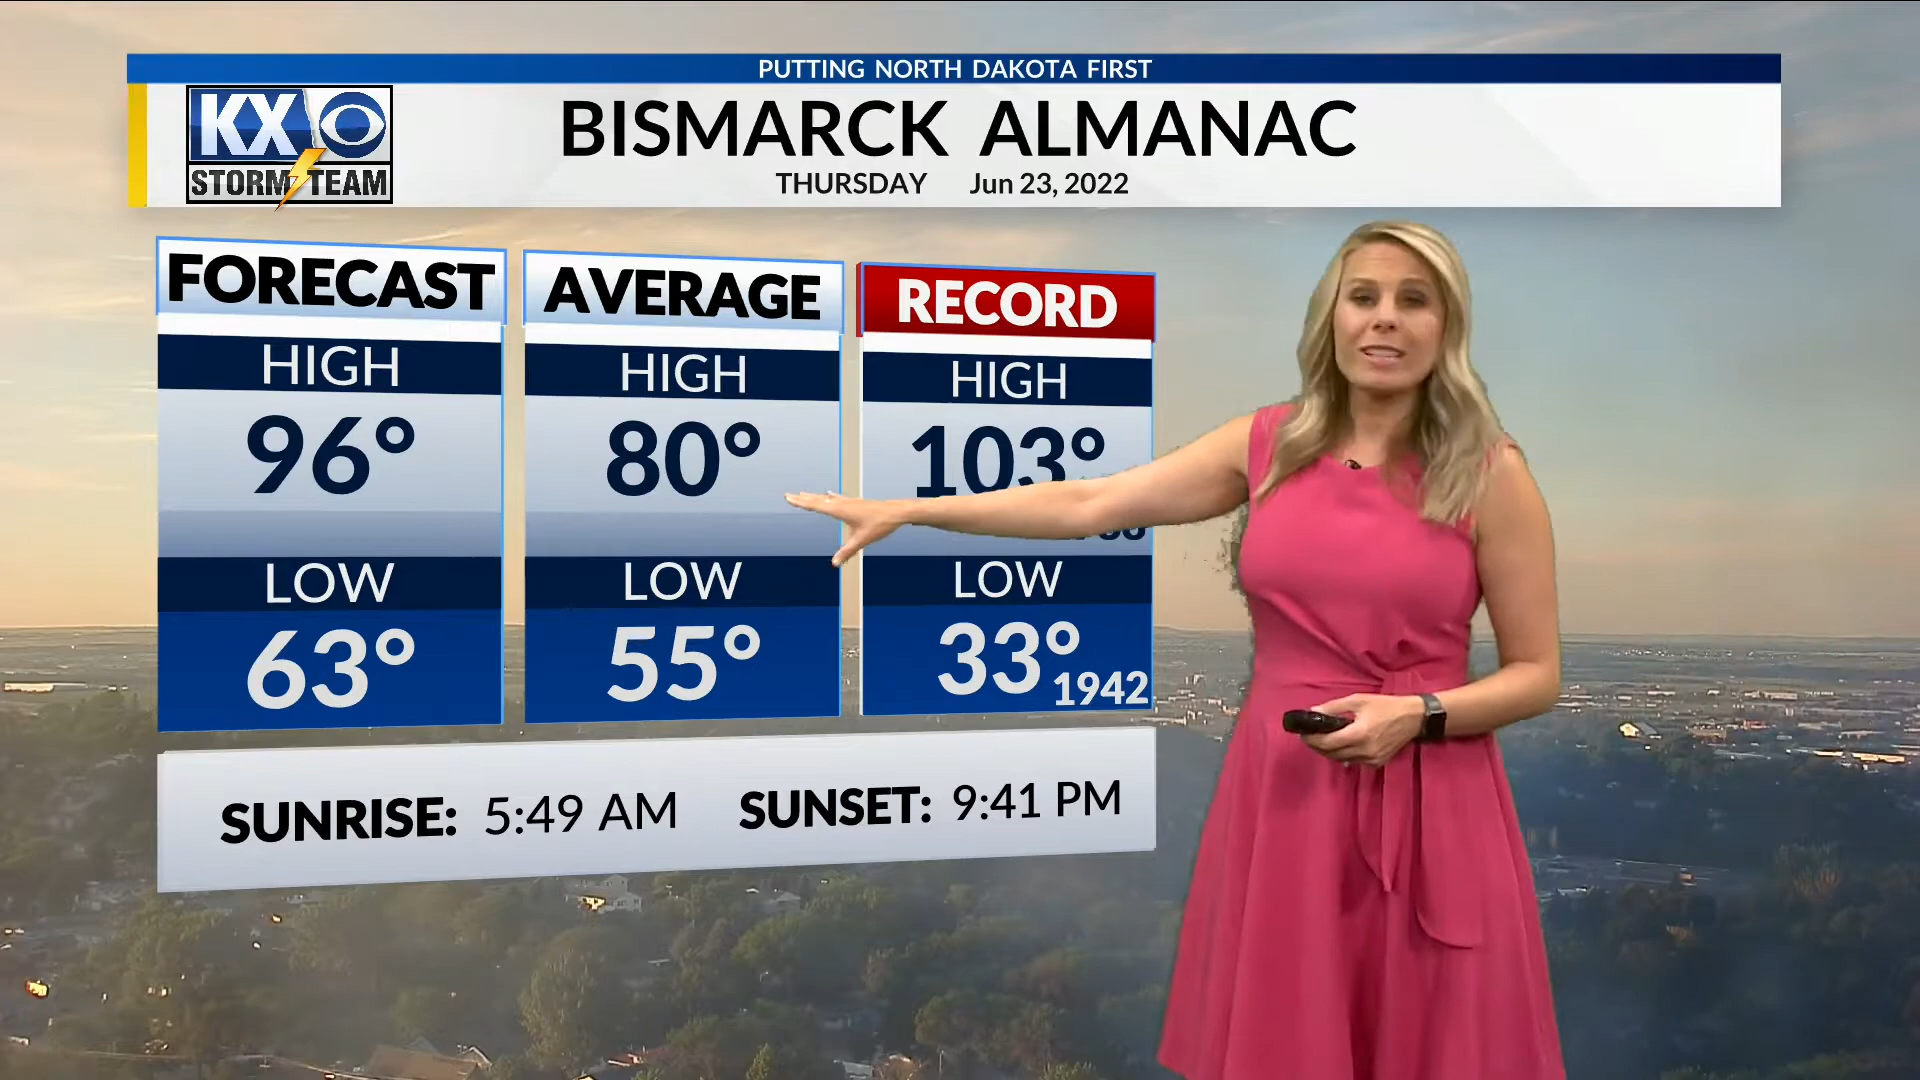 PUTTING NORTH DAKOTA FIRST
KX
STORM TEAM
BISMARCK ALMANAC
THURSDAY Jun 23, 2022
FORECAST
HIGH
96°
LOW
63°
AVERAGE
HIGH
80°
LOW
55°
RECORD
HIGH
103°
LOW
33°
1942
SUNRISE: 5:49 AM SUNSET: 9:41 PM